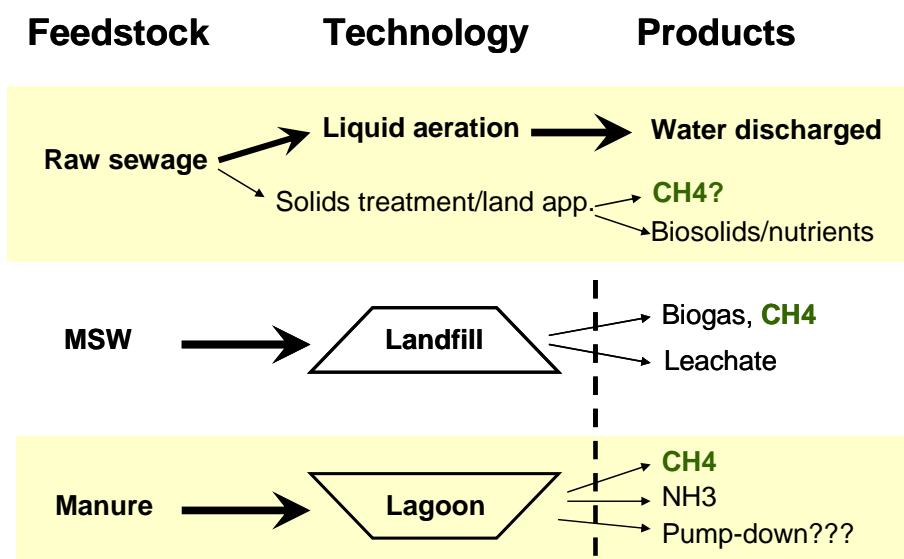 Feedstock Technology Products
Liquid aeration Water discharged
Raw sewage
Solids treatment/land app. CH4?
Biosolids/nutrients
MSW Landfill Biogas, CH4
Leachate
Manure Lagoon CH4
NH3
Pump-down???